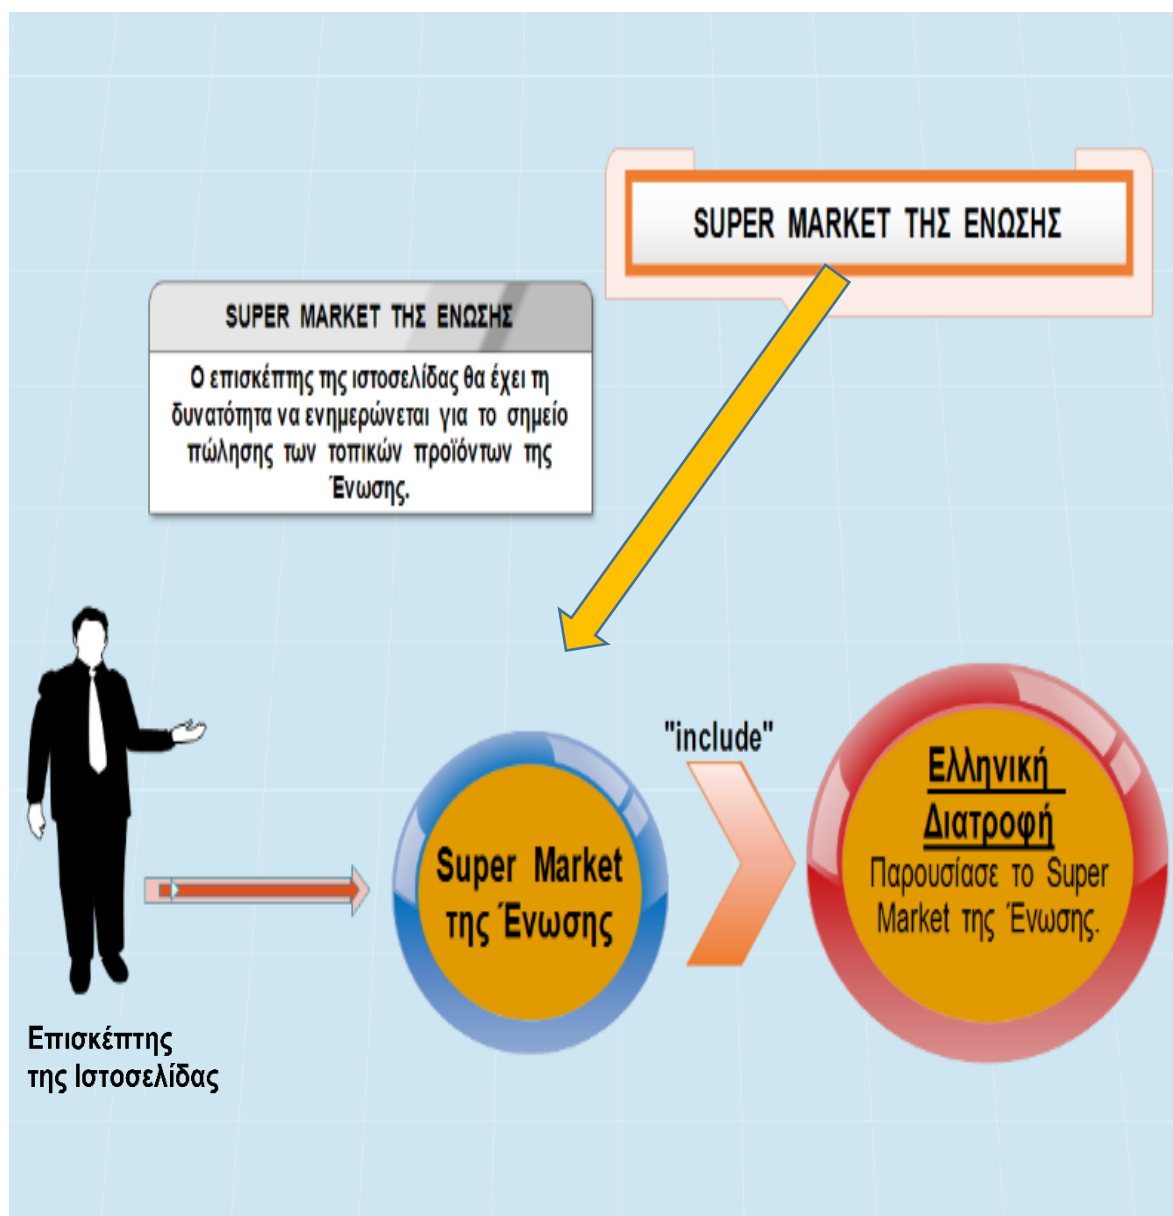 SUPER MARKET ΤΗΣ ΕΝΩΣΗΣ
SUPER MARKET ΤΗΣ ΕΝΩΣΗΣ
Ο επισκέπτης της ιστοσελίδας θα έχει τη
δυνατότητα να ενημερώνεται για το σημείο
πώλησης των τοπικών προϊόντων της
Ένωσης.
"include"
Super Market
της Ένωσης
Ελληνική
Διατροφή
Παρουσίασε το Super
Market της Ένωσης.
Επισκέπτης
της Ιστοσελίδας